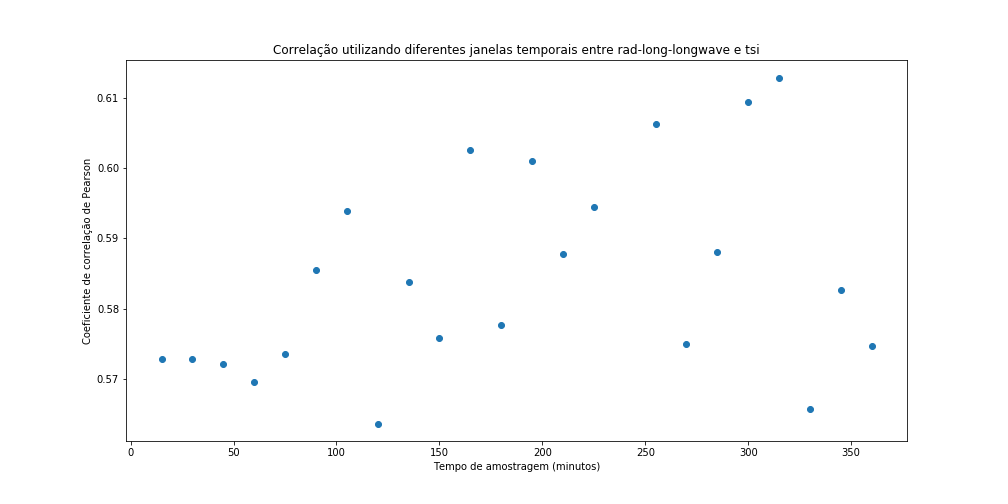 Correlação utilizando diferentes janelas temporais entre rad-long-longwave e tsi
0.61
0.60
0.59
0.58
0.57
Coeficiente de correlação de Pearson
0 50 100 150 200 250 300 350
Tempo de amostragem (minutos)